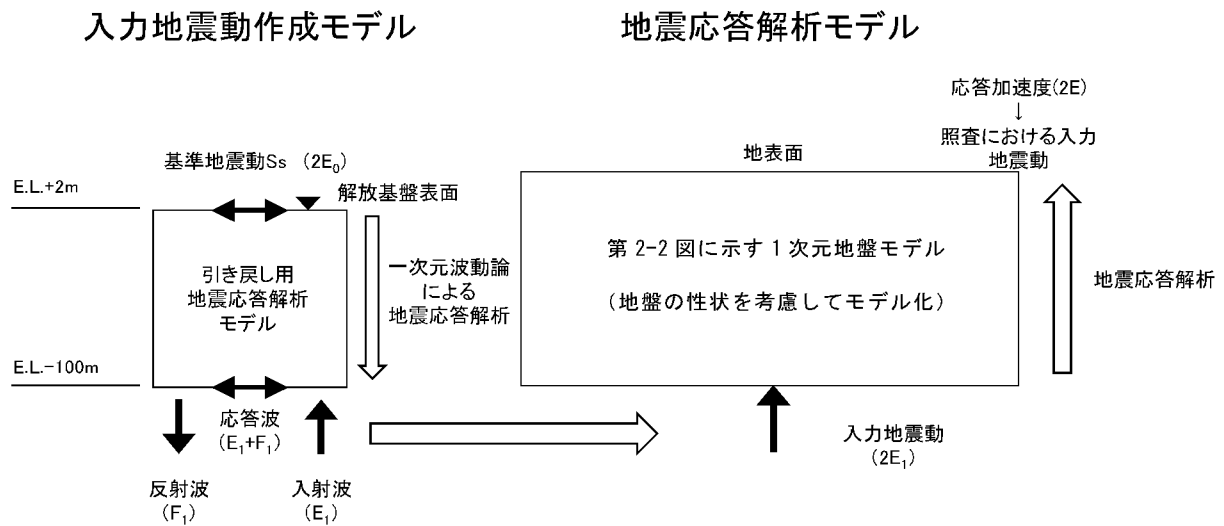 入力地震動作成モデル
地震応答解析モデル
応答加速度(2E)
↓
照査における入力
地震動
基準地震動Ss (2E₀)
地表面
E.L.+2m
解放基盤表面
引き戻し用
地震応答解析
モデル
一次元波動論
による
地震応答解析
第 2-2 図に示す 1 次元地盤モデル
(地盤の性状を考慮してモデル化)
地震応答解析
E.L.-100m
応答波
(E₁+F₁)
反射波
(F₁)
入射波
(E₁)
入力地震動
(2E₁)